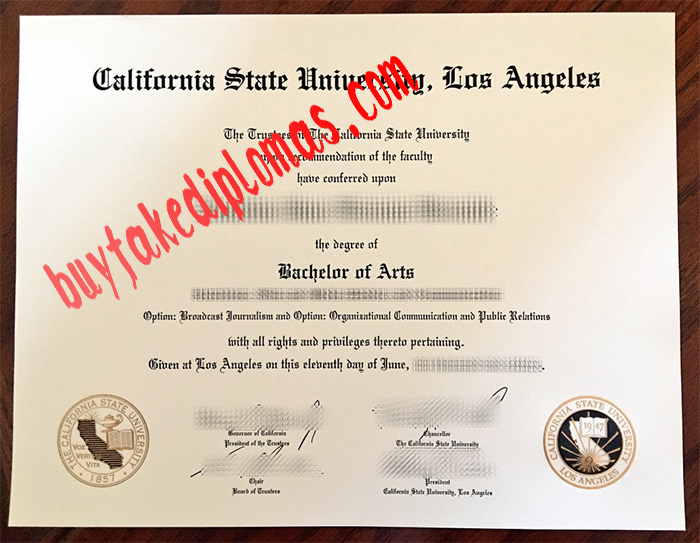 California State University, Los Angeles
The Trustees of The California State University
recommendation of the faculty
have conferred upon
buyfakediplomas.com
the degree of
Bachelor of Arts
Option: Broadcast Journalism and Option: Organizational Communication and Public Relations
with all rights and privileges thereto pertaining.
Given at Los Angeles on this eleventh day of June,
Governor of California
President of the Trustees
Chancellor
The California State University
Chair
Board of Trustees
President
California State University, Los Angeles
THE CALIFORNIA STATE UNIVERSITY
VOX
VERI
VITA
1857
CALIFORNIA STATE UNIVERSITY
1947
LOS ANGELES